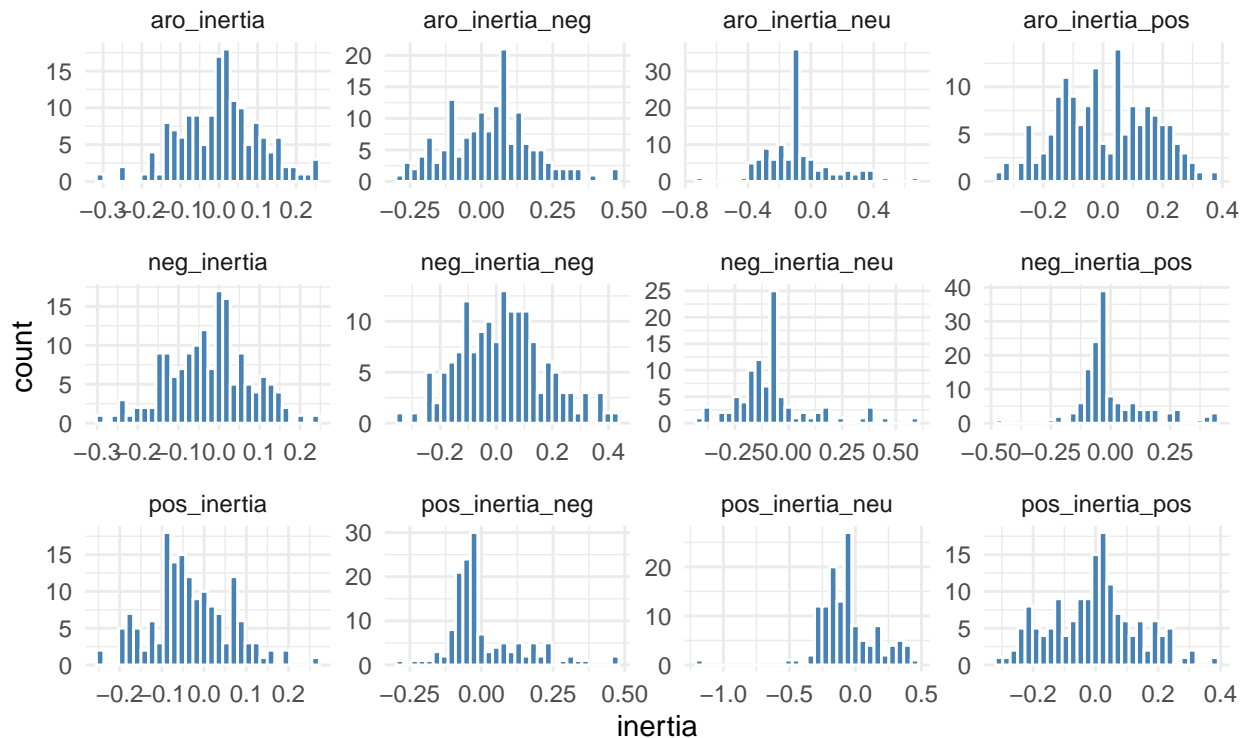 aro_inertia aro_inertia_neg aro_inertia_neu aro_inertia_pos
15 10 5 0
20 15 10 5 0
30 20 10 0
10 5 0
−0.3 −0.2 −0.1 0.0 0.1 0.2
−0.25 0.00 0.25 0.50
−0.8 −0.4 0.0 0.4
−0.2 0.0 0.2 0.4
neg_inertia neg_inertia_neg neg_inertia_neu neg_inertia_pos
15 10 5 0
10 5 0
25 20 15 10 5 0
40 30 20 10 0
−0.3 −0.2 −0.1 0.0 0.1 0.2
−0.2 0.0 0.2 0.4
−0.25 0.00 0.25 0.50
−0.50 −0.25 0.00 0.25
pos_inertia pos_inertia_neg pos_inertia_neu pos_inertia_pos
15 10 5 0
30 20 10 0
20 10 0
15 10 5 0
−0.2 −0.1 0.0 0.1 0.2
−0.25 0.00 0.25 0.50
−1.0 −0.5 0.0 0.5
−0.2 0.0 0.2 0.4
count
inertia